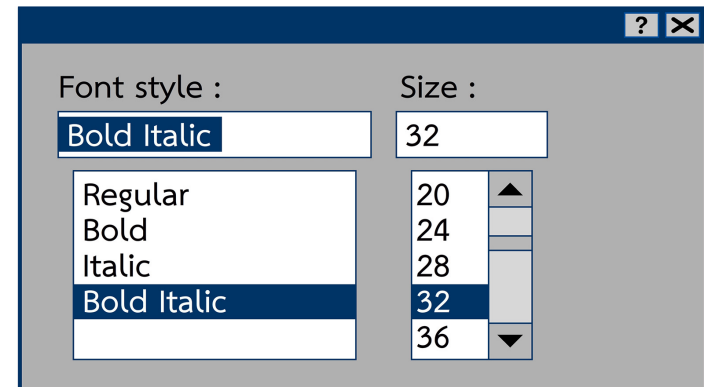 ?
Font style :
Bold Italic
Regular
Bold
Italic
Bold Italic
Size :
32
20
24
28
32
36